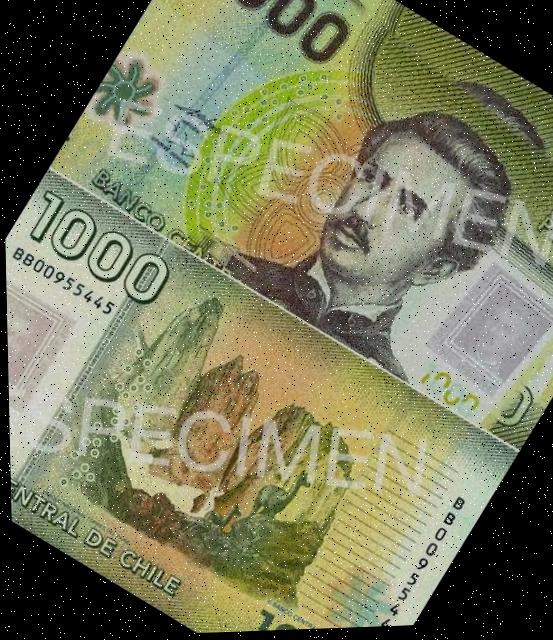 000
SPECIMEN
BANCO
1000
BB00955445
SPECIMEN
NTRAL DE CHILE
BB00955